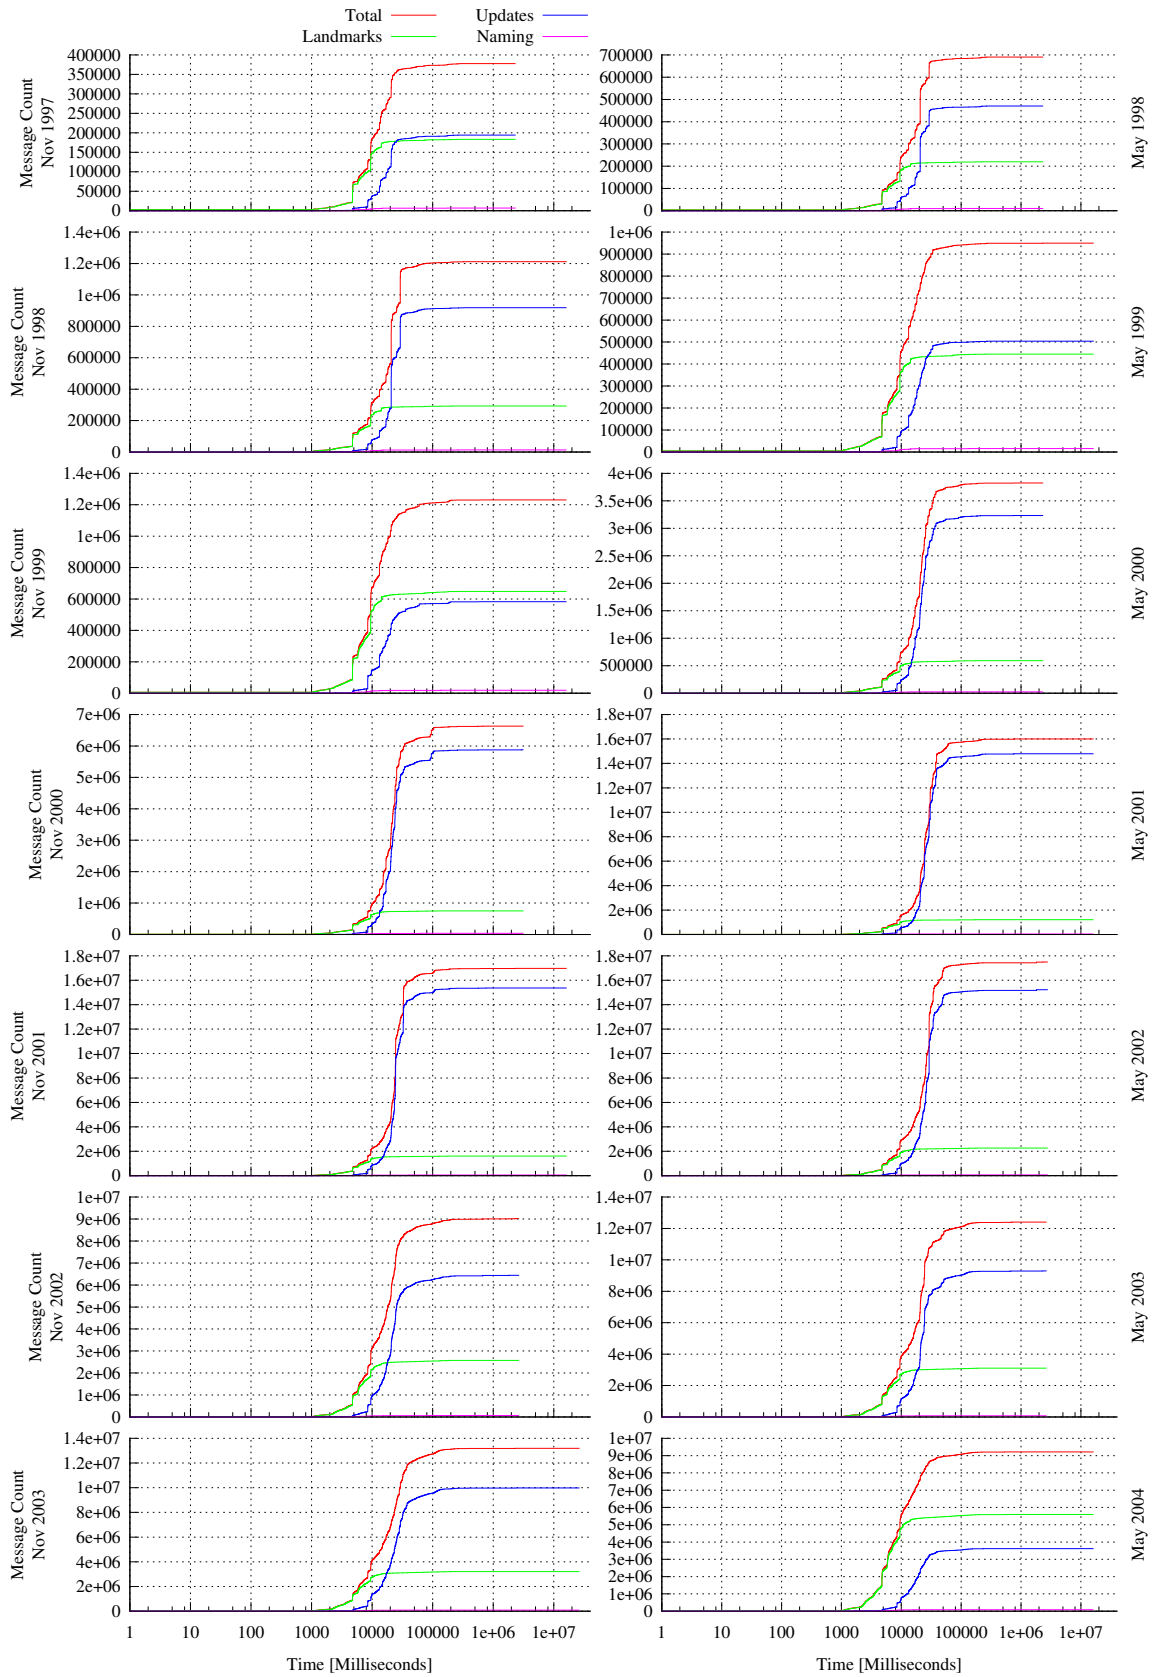 Total
Updates
Landmarks
Naming
Message Count
Nov 1997
400000
350000
300000
250000
200000
150000
100000
50000
0
700000
600000
500000
400000
300000
200000
100000
0
May 1998
Message Count
Nov 1998
1.4e+06
1.2e+06
1e+06
800000
600000
400000
200000
0
1e+06
900000
800000
700000
600000
500000
400000
300000
200000
100000
0
May 1999
Message Count
Nov 1999
1.4e+06
1.2e+06
1e+06
800000
600000
400000
200000
0
4e+06
3.5e+06
3e+06
2.5e+06
2e+06
1.5e+06
1e+06
500000
0
May 2000
Message Count
Nov 2000
7e+06
6e+06
5e+06
4e+06
3e+06
2e+06
1e+06
0
1.8e+07
1.6e+07
1.4e+07
1.2e+07
1e+07
8e+06
6e+06
4e+06
2e+06
0
May 2001
Message Count
Nov 2001
1.8e+07
1.6e+07
1.4e+07
1.2e+07
1e+07
8e+06
6e+06
4e+06
2e+06
0
1.8e+07
1.6e+07
1.4e+07
1.2e+07
1e+07
8e+06
6e+06
4e+06
2e+06
0
May 2002
Message Count
Nov 2002
1e+07
9e+06
8e+06
7e+06
6e+06
5e+06
4e+06
3e+06
2e+06
1e+06
0
1.4e+07
1.2e+07
1e+07
8e+06
6e+06
4e+06
2e+06
0
May 2003
Message Count
Nov 2003
1.4e+07
1.2e+07
1e+07
8e+06
6e+06
4e+06
2e+06
0
1e+07
9e+06
8e+06
7e+06
6e+06
5e+06
4e+06
3e+06
2e+06
1e+06
0
May 2004
1 10 100 1000 10000 100000 1e+06 1e+07
1 10 100 1000 10000 100000 1e+06 1e+07
Time [Milliseconds]
Time [Milliseconds]